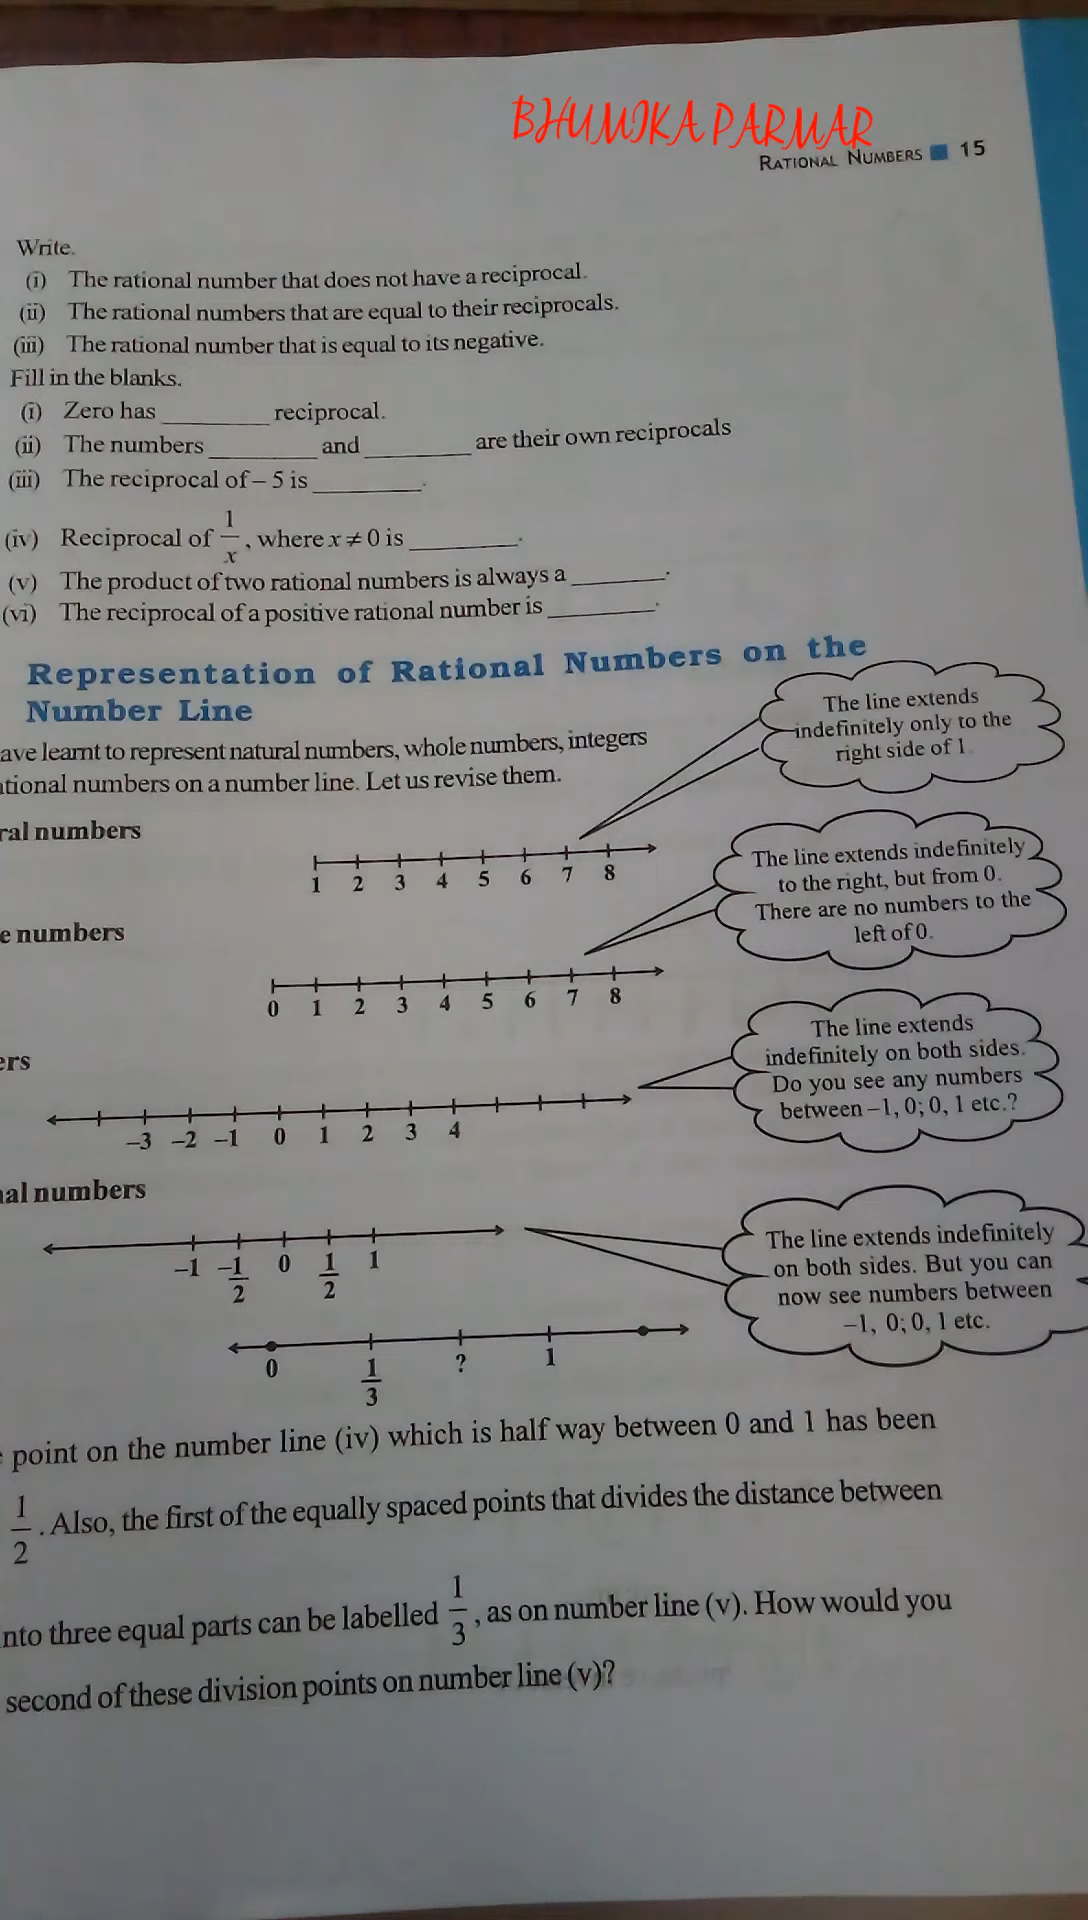 BHUMIKA PARMAR
RATIONAL NUMBERS 15
Write.
(i) The rational number that does not have a reciprocal.
(ii) The rational numbers that are equal to their reciprocals.
(iii) The rational number that is equal to its negative.
Fill in the blanks.
(i) Zero has ________ reciprocal.
(ii) The numbers ________ and ________ are their own reciprocals
(iii) The reciprocal of – 5 is ________.
(iv) Reciprocal of 1/x, where x ≠ 0 is ________.
(v) The product of two rational numbers is always a ________.
(vi) The reciprocal of a positive rational number is ________.
Representation of Rational Numbers on the
Number Line
ave learnt to represent natural numbers, whole numbers, integers
tional numbers on a number line. Let us revise them.
The line extends
indefinitely only to the
right side of 1.
ral numbers
1 2 3 4 5 6 7 8
The line extends indefinitely
to the right, but from 0.
There are no numbers to the
left of 0.
e numbers
0 1 2 3 4 5 6 7 8
The line extends
indefinitely on both sides.
Do you see any numbers
between –1, 0; 0, 1 etc.?
ers
–3 –2 –1 0 1 2 3 4
nal numbers
–1 –1/2 0 1/2 1
The line extends indefinitely
on both sides. But you can
now see numbers between
–1, 0; 0, 1 etc.
0 1/3 ? 1
point on the number line (iv) which is half way between 0 and 1 has been
1/2. Also, the first of the equally spaced points that divides the distance between
nto three equal parts can be labelled 1/3, as on number line (v). How would you
second of these division points on number line (v)?